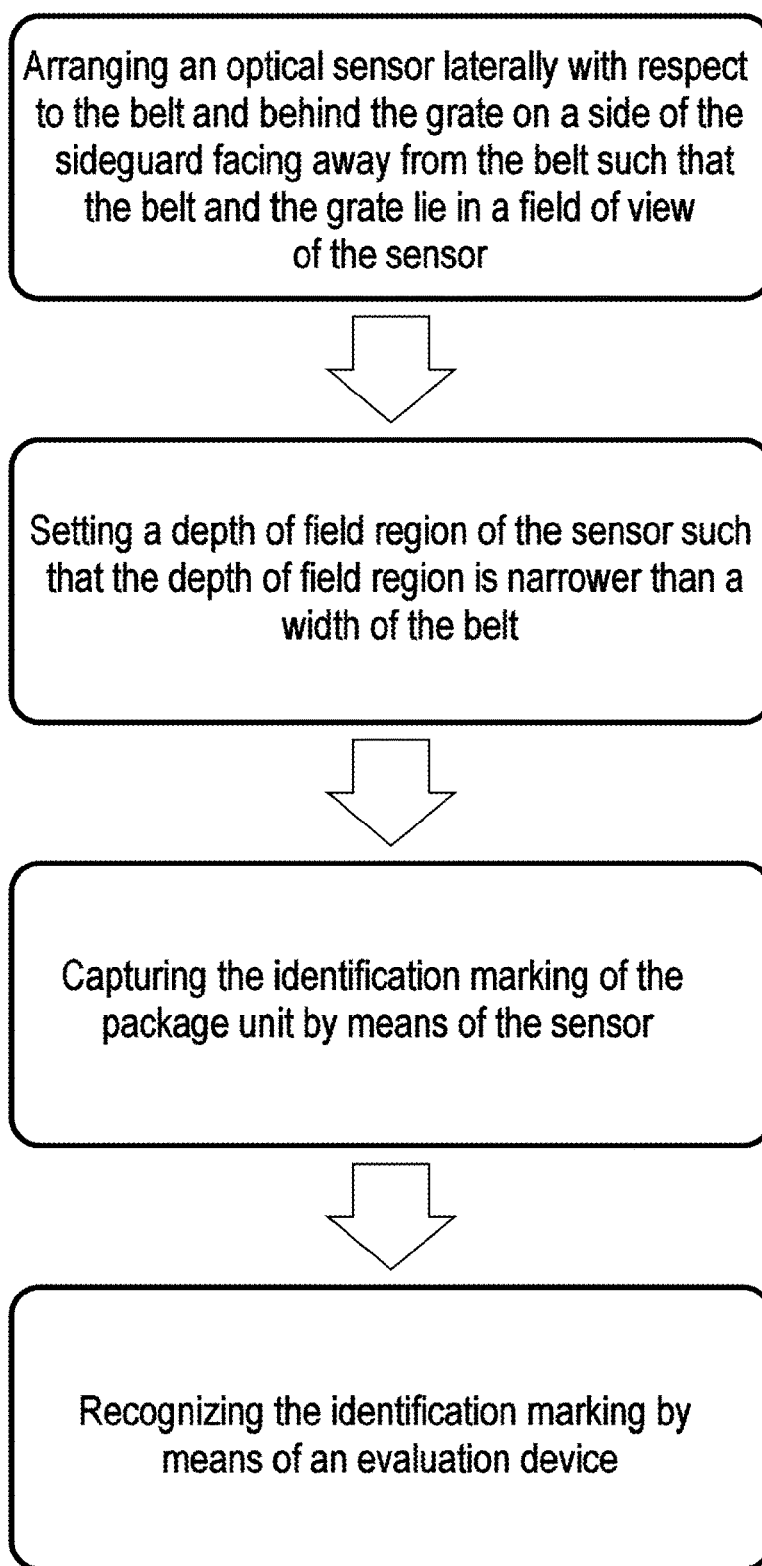 Arranging an optical sensor laterally with respect
to the belt and behind the grate on a side of the
sideguard facing away from the belt such that
the belt and the grate lie in a field of view
of the sensor
Setting a depth of field region of the sensor such
that the depth of field region is narrower than a
width of the belt
Capturing the identification marking of the
package unit by means of the sensor
Recognizing the identification marking by
means of an evaluation device